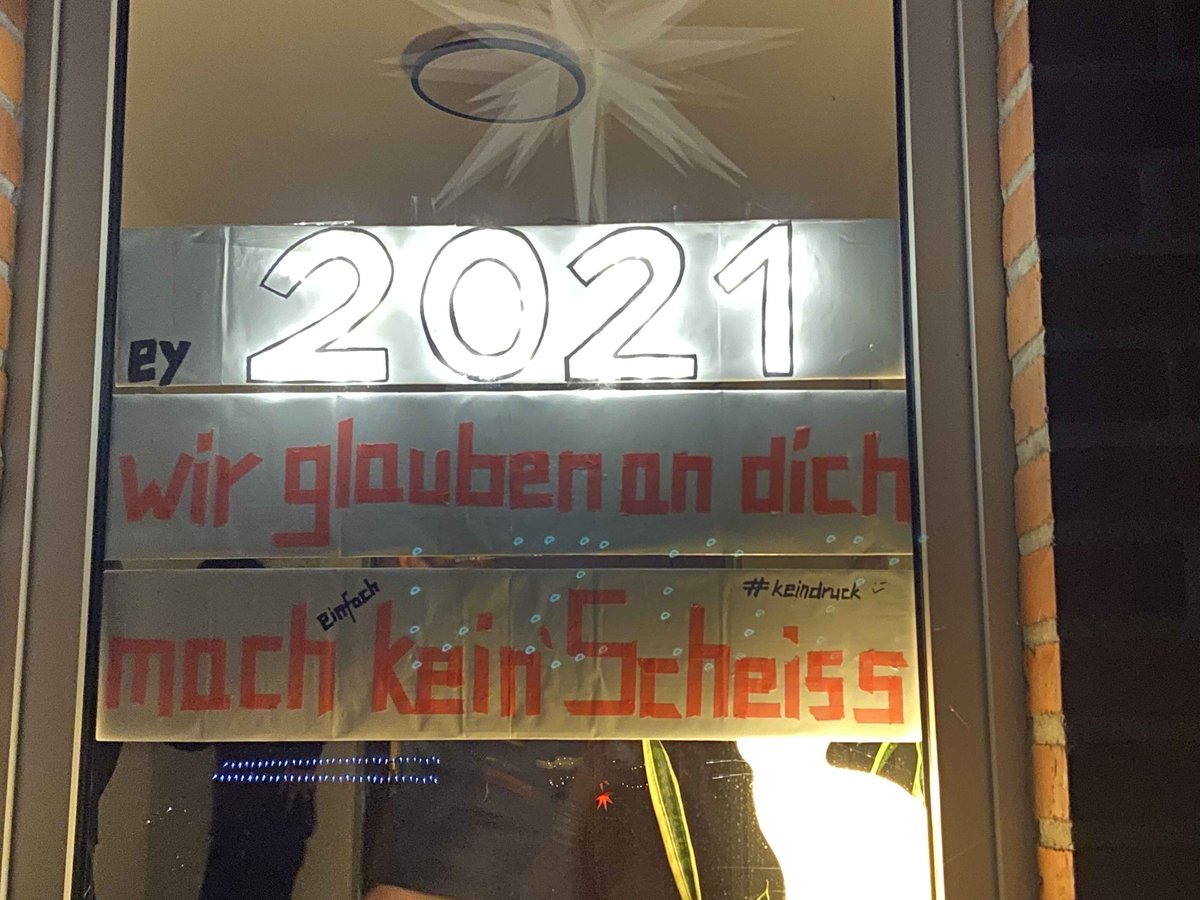 ey 2021
wir glauben an dich
einfach #keindruck
mach kein' Scheiss